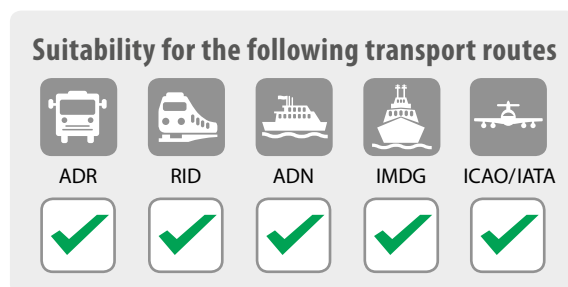 Suitability for the following transport routes
ADR RID ADN IMDG ICAO/IATA